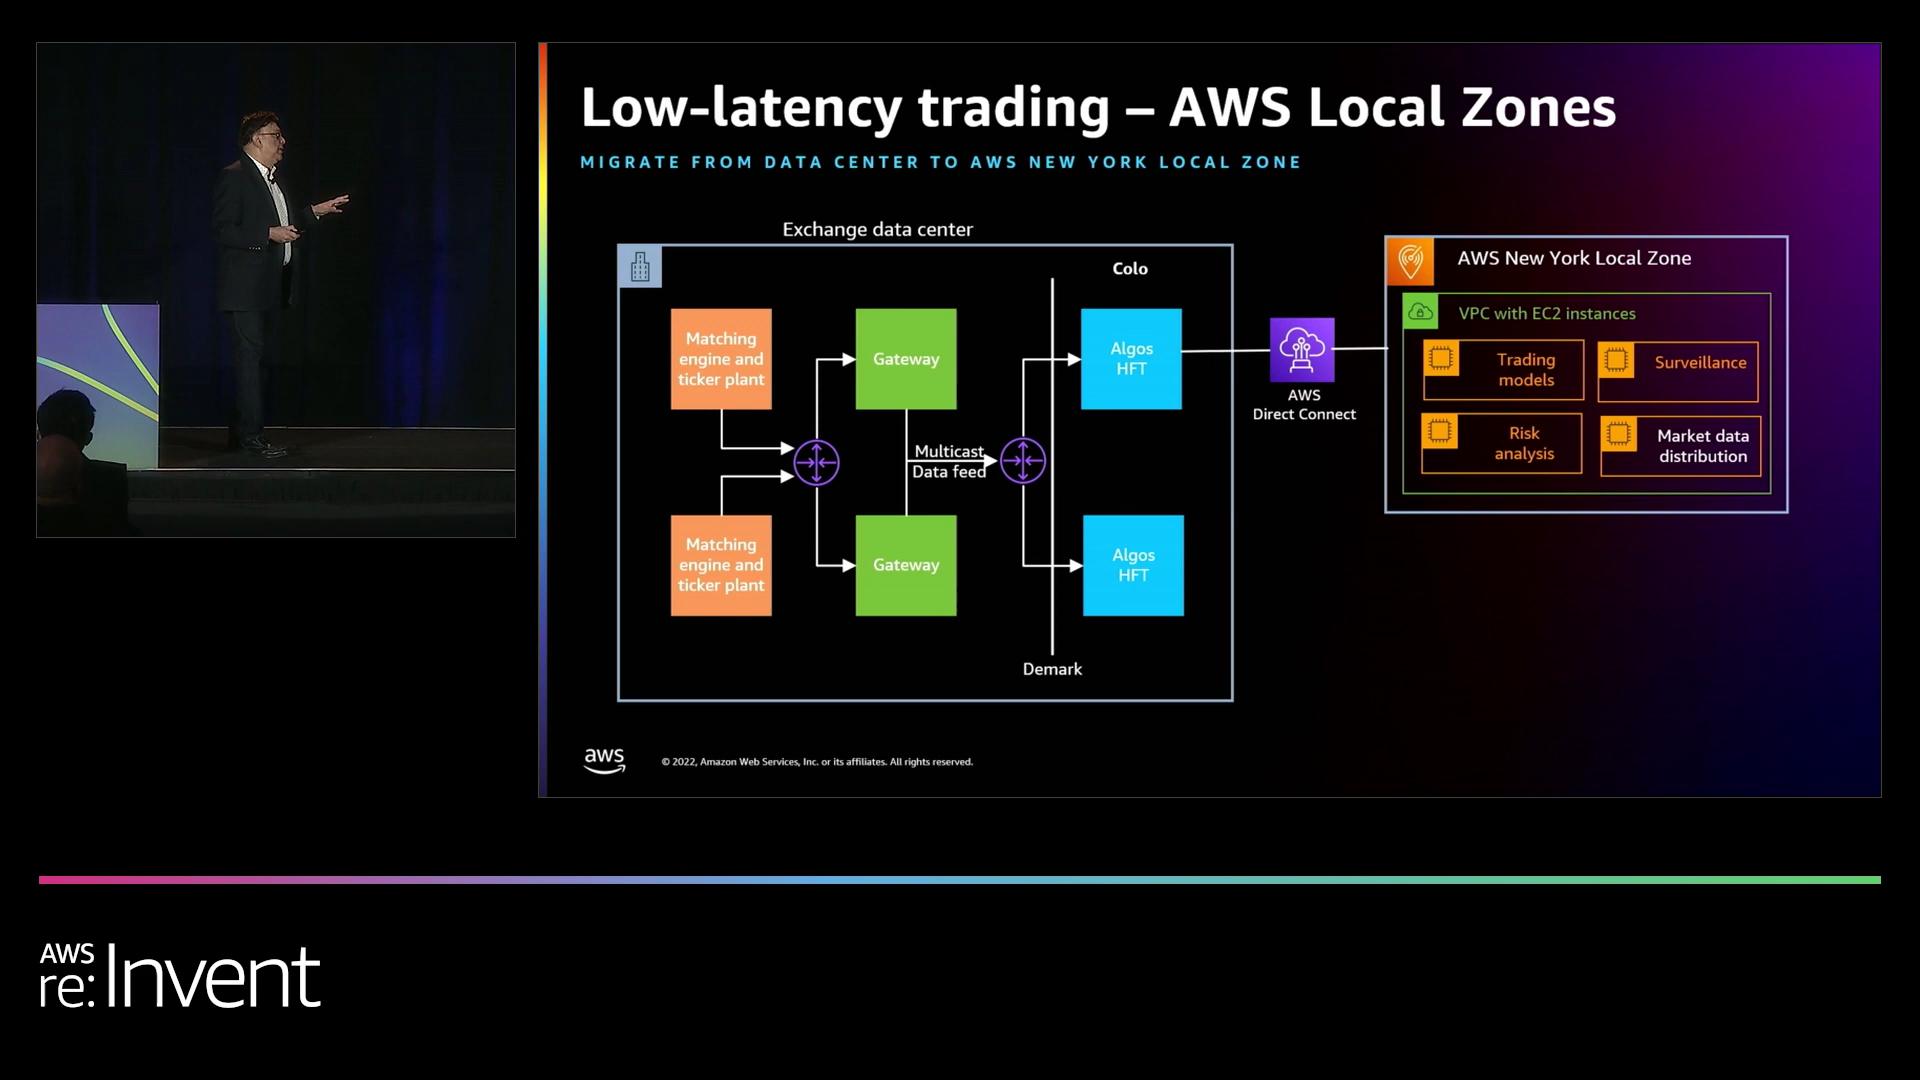 Low-latency trading – AWS Local Zones
MIGRATE FROM DATA CENTER TO AWS NEW YORK LOCAL ZONE
Exchange data center
Colo
Matching
engine and
ticker plant
Gateway
Algos
HFT
Multicast
Data feed
Matching
engine and
ticker plant
Gateway
Algos
HFT
Demark
AWS
Direct Connect
AWS New York Local Zone
VPC with EC2 instances
Trading
models
Surveillance
Risk
analysis
Market data
distribution
aws
© 2022, Amazon Web Services, Inc. or its affiliates. All rights reserved.
AWS
re:Invent